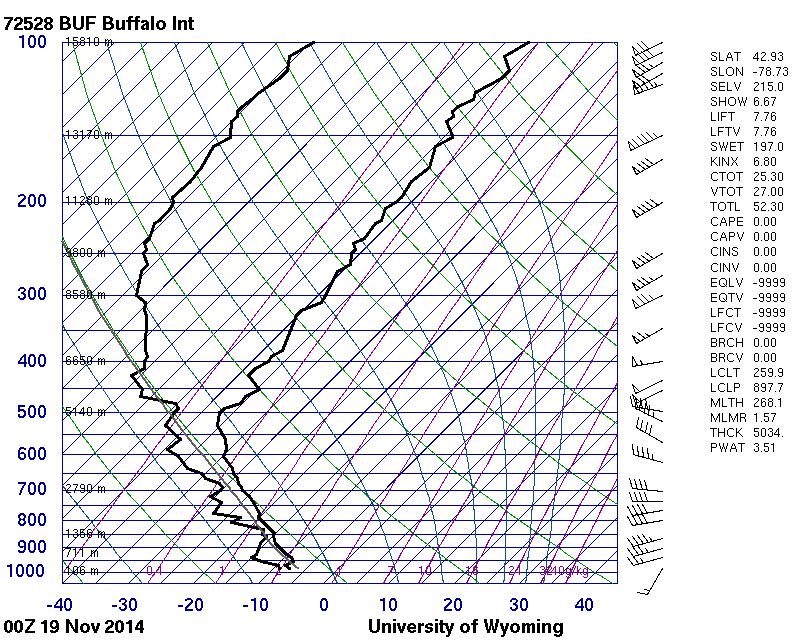 72528 BUF Buffalo Int
100
15810 m
13170 m
200
11280 m
9800 m
300
8580 m
400
6650 m
500
5140 m
600
700
2790 m
800
1356 m
900
711 m
1000
106 m
0.4
1
2
4
7
10
16
24
32
40g/kg
-40 -30 -20 -10 0 10 20 30 40
00Z 19 Nov 2014 University of Wyoming
SLAT 42.93
SLON -78.73
SELV 215.0
SHOW 6.67
LIFT 7.76
LFTV 7.76
SWET 197.0
KINX 6.80
CTOT 25.30
VTOT 27.00
TOTL 52.30
CAPE 0.00
CAPV 0.00
CINS 0.00
CINV 0.00
EQLV -9999
EQTV -9999
LFCT -9999
LFCV -9999
BRCH 0.00
BRCV 0.00
LCLT 259.9
LCLP 897.7
MLTH 268.1
MLMR 1.57
THCK 5034.
PWAT 3.51